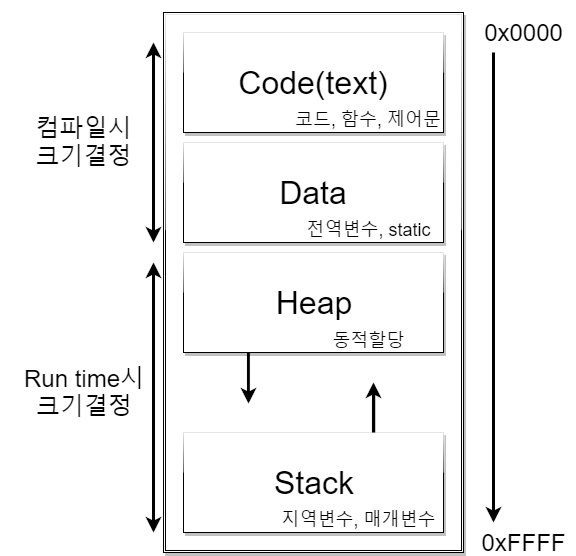 0x0000
Code(text)
코드, 함수, 제어문
컴파일시
크기결정
Data
전역변수, static
Heap
동적할당
Run time시
크기결정
Stack
지역변수, 매개변수
0xFFFF